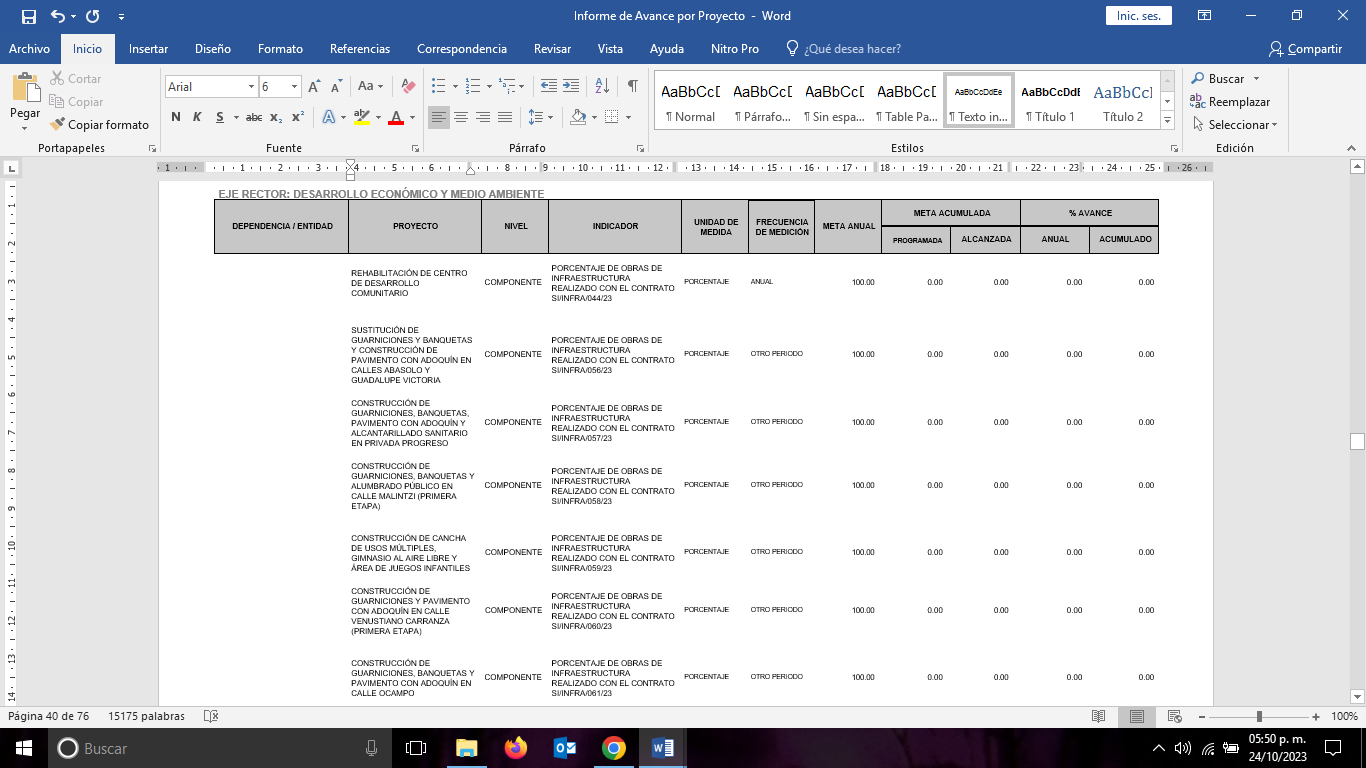 Informe de Avance por Proyecto - Word
Inic. ses.
Archivo Inicio Insertar Diseño Formato Referencias Correspondencia Revisar Vista Ayuda Nitro Pro ¿Qué desea hacer? Compartir
Pegar
Cortar
Copiar
Copiar formato
Portapapeles
Arial 6
Fuente
Párrafo
AaBbCcD AaBbCcD AaBbCcD AaBbCcD AaBbCcDdEe AaBbCcDdE AaBbCcI
¶ Normal ¶ Párrafo... ¶ Sin espa... ¶ Table Pa... ¶ Texto in... ¶ Título 1 Título 2
Estilos
Buscar
Reemplazar
Seleccionar
Edición
EJE RECTOR: DESARROLLO ECONÓMICO Y MEDIO AMBIENTE
DEPENDENCIA / ENTIDAD
PROYECTO
NIVEL
INDICADOR
UNIDAD DE
MEDIDA
FRECUENCIA
DE MEDICIÓN
META ANUAL
META ACUMULADA
PROGRAMADA ALCANZADA
% AVANCE
ANUAL ACUMULADO
REHABILITACIÓN DE CENTRO
DE DESARROLLO
COMUNITARIO
COMPONENTE
PORCENTAJE DE OBRAS DE
INFRAESTRUCTURA
REALIZADO CON EL CONTRATO
SI/INFRA/044/23
PORCENTAJE ANUAL 100.00 0.00 0.00 0.00 0.00
SUSTITUCIÓN DE
GUARNICIONES Y BANQUETAS
Y CONSTRUCCIÓN DE
PAVIMENTO CON ADOQUÍN EN
CALLES ABASOLO Y
GUADALUPE VICTORIA
COMPONENTE
PORCENTAJE DE OBRAS DE
INFRAESTRUCTURA
REALIZADO CON EL CONTRATO
SI/INFRA/056/23
PORCENTAJE OTRO PERIODO 100.00 0.00 0.00 0.00 0.00
CONSTRUCCIÓN DE
GUARNICIONES, BANQUETAS,
PAVIMENTO CON ADOQUÍN Y
ALCANTARILLADO SANITARIO
EN PRIVADA PROGRESO
COMPONENTE
PORCENTAJE DE OBRAS DE
INFRAESTRUCTURA
REALIZADO CON EL CONTRATO
SI/INFRA/057/23
PORCENTAJE OTRO PERIODO 100.00 0.00 0.00 0.00 0.00
CONSTRUCCIÓN DE
GUARNICIONES, BANQUETAS Y
ALUMBRADO PÚBLICO EN
CALLE MALINTZI (PRIMERA
ETAPA)
COMPONENTE
PORCENTAJE DE OBRAS DE
INFRAESTRUCTURA
REALIZADO CON EL CONTRATO
SI/INFRA/058/23
PORCENTAJE OTRO PERIODO 100.00 0.00 0.00 0.00 0.00
CONSTRUCCIÓN DE CANCHA
DE USOS MÚLTIPLES,
GIMNASIO AL AIRE LIBRE Y
ÁREA DE JUEGOS INFANTILES
COMPONENTE
PORCENTAJE DE OBRAS DE
INFRAESTRUCTURA
REALIZADO CON EL CONTRATO
SI/INFRA/059/23
PORCENTAJE OTRO PERIODO 100.00 0.00 0.00 0.00 0.00
CONSTRUCCIÓN DE
GUARNICIONES Y PAVIMENTO
CON ADOQUÍN EN CALLE
VENUSTIANO CARRANZA
(PRIMERA ETAPA)
COMPONENTE
PORCENTAJE DE OBRAS DE
INFRAESTRUCTURA
REALIZADO CON EL CONTRATO
SI/INFRA/060/23
PORCENTAJE OTRO PERIODO 100.00 0.00 0.00 0.00 0.00
CONSTRUCCIÓN DE
GUARNICIONES, BANQUETAS Y
PAVIMENTO CON ADOQUÍN EN
CALLE OCAMPO
COMPONENTE
PORCENTAJE DE OBRAS DE
INFRAESTRUCTURA
REALIZADO CON EL CONTRATO
SI/INFRA/061/23
PORCENTAJE OTRO PERIODO 100.00 0.00 0.00 0.00 0.00
Página 40 de 76 15175 palabras 100%
Buscar
05:50 p. m.
24/10/2023